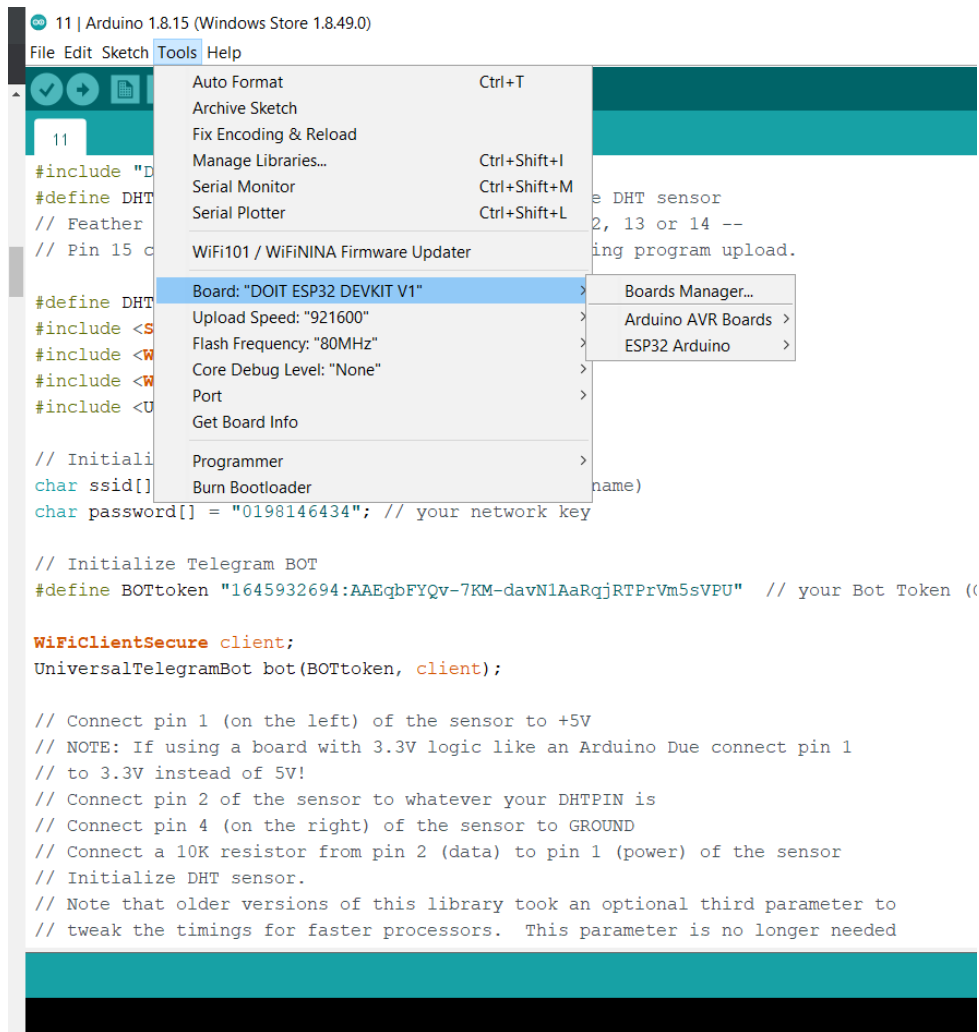 11 | Arduino 1.8.15 (Windows Store 1.8.49.0)
File Edit Sketch Tools Help
Auto Format Ctrl+T
Archive Sketch
Fix Encoding & Reload
Manage Libraries... Ctrl+Shift+I
Serial Monitor Ctrl+Shift+M
Serial Plotter Ctrl+Shift+L
WiFi101 / WiFiNINA Firmware Updater
Board: "DOIT ESP32 DEVKIT V1"
Upload Speed: "921600"
Flash Frequency: "80MHz"
Core Debug Level: "None"
Port
Get Board Info
Programmer
Burn Bootloader
Boards Manager...
Arduino AVR Boards
ESP32 Arduino
11
#include "D
#define DHT e DHT sensor
// Feather 2, 13 or 14 --
// Pin 15 c ing program upload.
#define DHT
#include <S
#include <W
#include <W
#include <U
// Initiali
char ssid[] name)
char password[] = "0198146434"; // your network key
// Initialize Telegram BOT
#define BOTtoken "1645932694:AAEqbFYQv-7KM-davN1AaRqjRTPrVm5sVPU" // your Bot Token (
WiFiClientSecure client;
UniversalTelegramBot bot(BOTtoken, client);
// Connect pin 1 (on the left) of the sensor to +5V
// NOTE: If using a board with 3.3V logic like an Arduino Due connect pin 1
// to 3.3V instead of 5V!
// Connect pin 2 of the sensor to whatever your DHTPIN is
// Connect pin 4 (on the right) of the sensor to GROUND
// Connect a 10K resistor from pin 2 (data) to pin 1 (power) of the sensor
// Initialize DHT sensor.
// Note that older versions of this library took an optional third parameter to
// tweak the timings for faster processors. This parameter is no longer needed